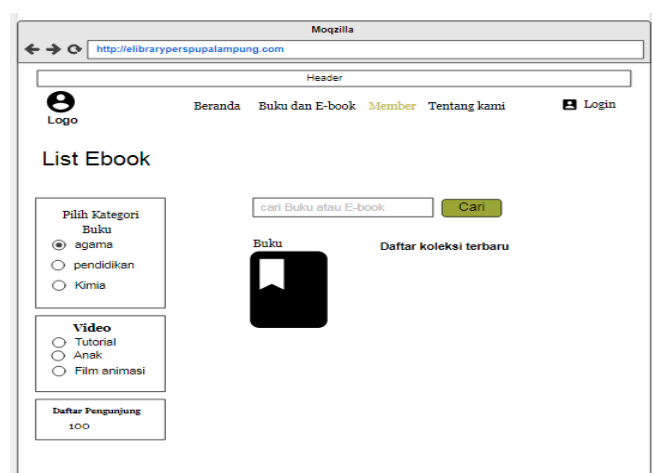 Moqzilla
http://elibraryperspupalampung.com
Header
Logo
Beranda Buku dan E-book Member Tentang kami Login
List Ebook
cari Buku atau E-book Cari
Pilih Kategori
Buku
agama
pendidikan
Kimia
Buku Daftar koleksi terbaru
Video
Tutorial
Anak
Film animasi
Daftar Pengunjung
100